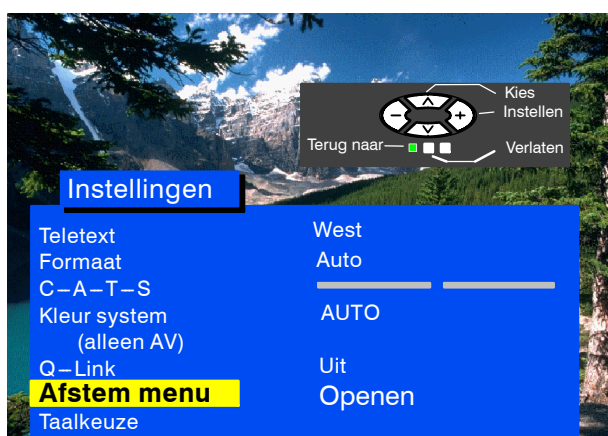 Kies
Instellen
Terug naar
Verlaten
Instellingen
Teletext West
Formaat Auto
C–A–T–S
Kleur system AUTO
(alleen AV)
Q–Link Uit
Afstem menu Openen
Taalkeuze